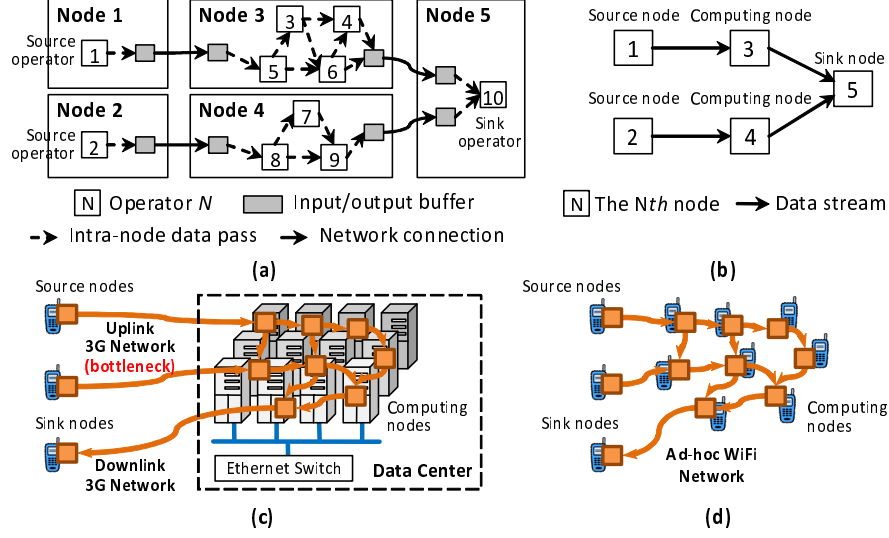 Node 1
Source operator
1
Node 3
3
4
5
6
Node 5
10
Sink operator
Node 2
Source operator
2
Node 4
7
8
9
N Operator N
Input/output buffer
Intra-node data pass
Network connection
(a)
Source node
Computing node
1
3
Sink node
5
Source node
Computing node
2
4
N The Nth node
Data stream
(b)
Source nodes
Uplink
3G Network
(bottleneck)
Sink nodes
Downlink
3G Network
Computing
nodes
Ethernet Switch
Data Center
(c)
Source nodes
Sink nodes
Computing
nodes
Ad-hoc WiFi
Network
(d)